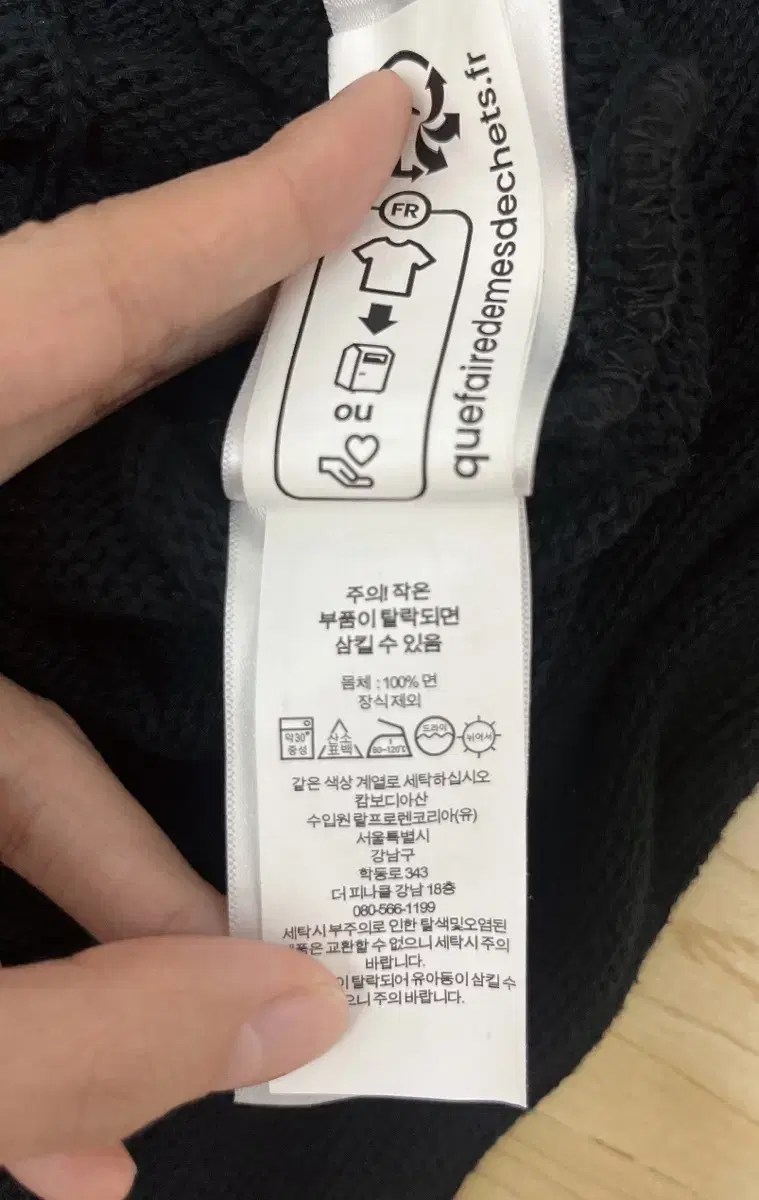 quefairedemesdechets.fr
FR
OU
주의! 작은
부품이 탈락되면
삼킬 수 있음
몸체 : 100% 면
장식 제외
약30°
중성
산소
표백
80~120℃
드라이
뉘어서
같은 색상 계열로 세탁하십시오
캄보디아산
수입원 랄프로렌코리아(유)
서울특별시
강남구
학동로 343
더 피나클 강남 18층
080-566-1199
세탁시 부주의로 인한 탈색및오염된
교환할 수 없으니 세탁시 주의
바랍니다.
탈락되어 유아동이 삼킬 수
주의 바랍니다.